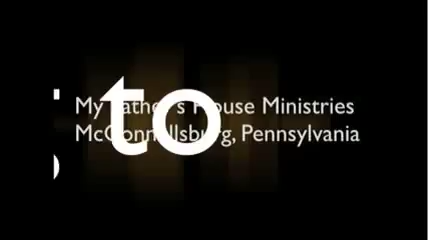 to
My Father's House Ministries
McConnellsburg, Pennsylvania